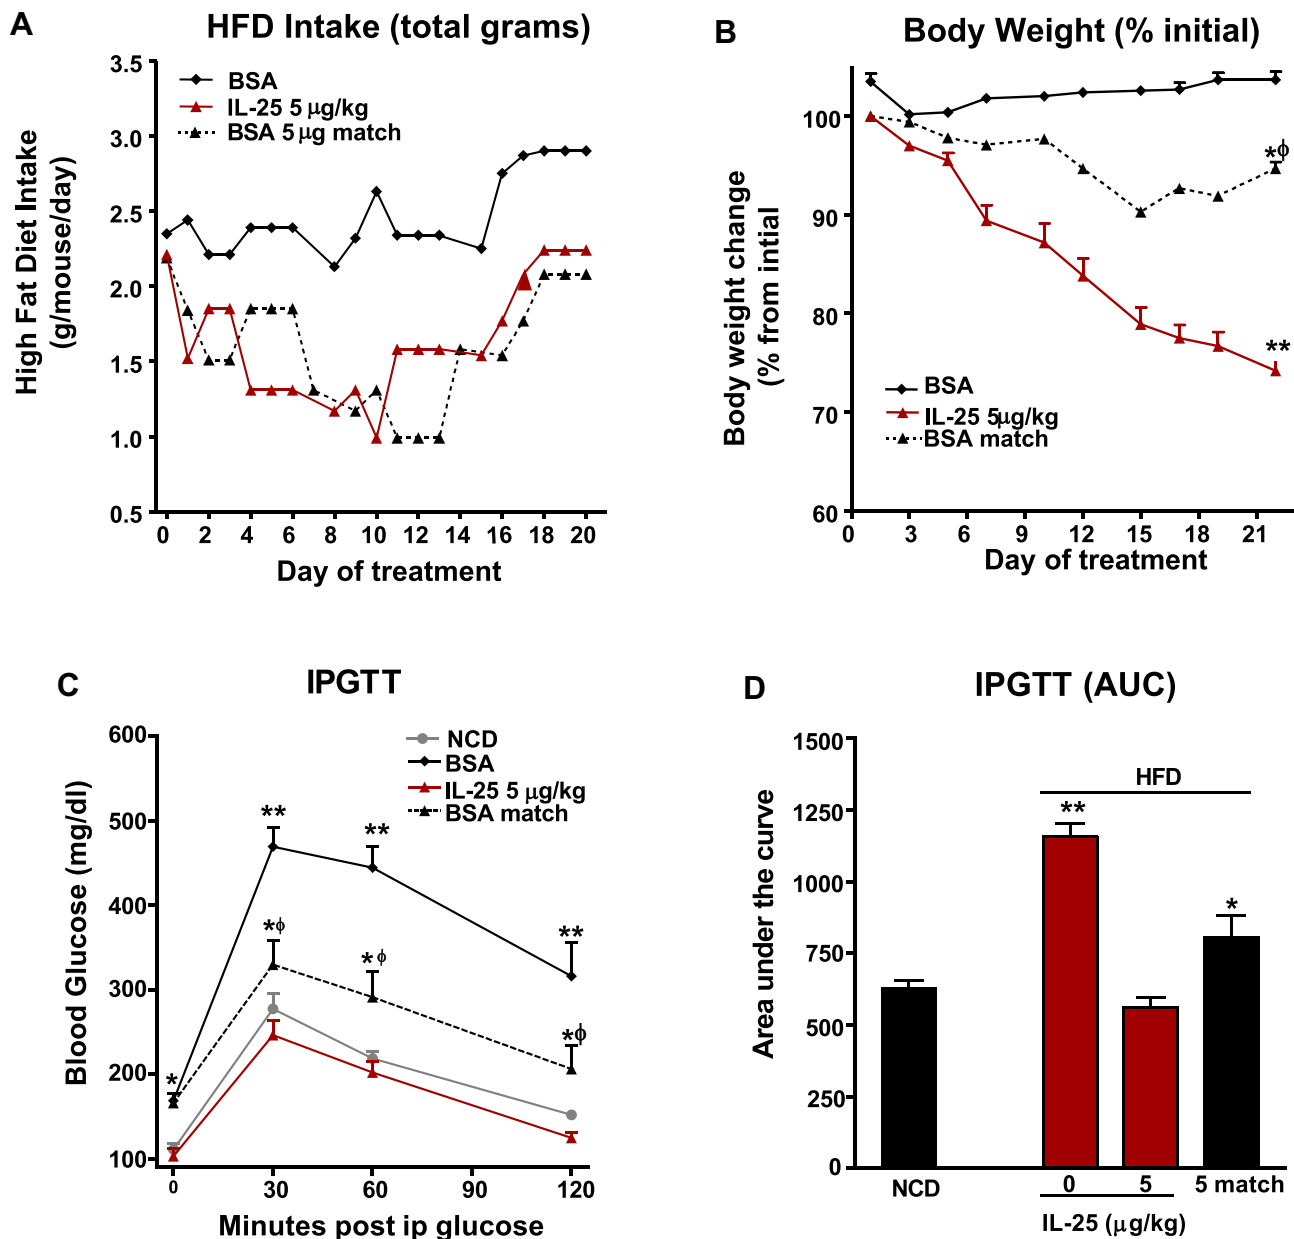 A
HFD Intake (total grams)
High Fat Diet Intake
(g/mouse/day)
3.5
3.0
2.5
2.0
1.5
1.0
0.5
BSA
IL-25 5 μg/kg
BSA 5 μg match
0 2 4 6 8 10 12 14 16 18 20
Day of treatment
B
Body Weight (% initial)
Body weight change
(% from intial
100
90
80
70
60
*ϕ
**
BSA
IL-25 5μg/kg
BSA match
0 3 6 9 12 15 18 21
Day of treatment
C
IPGTT
Blood Glucose (mg/dl)
600
500
400
300
200
100
NCD
BSA
IL-25 5 μg/kg
BSA match
** ** **
*ϕ *ϕ *ϕ
*
0 30 60 90 120
Minutes post ip glucose
D
IPGTT (AUC)
Area under the curve
1500
1250
1000
750
500
250
0
HFD
**
*
NCD 0 5 5 match
IL-25 (μg/kg)